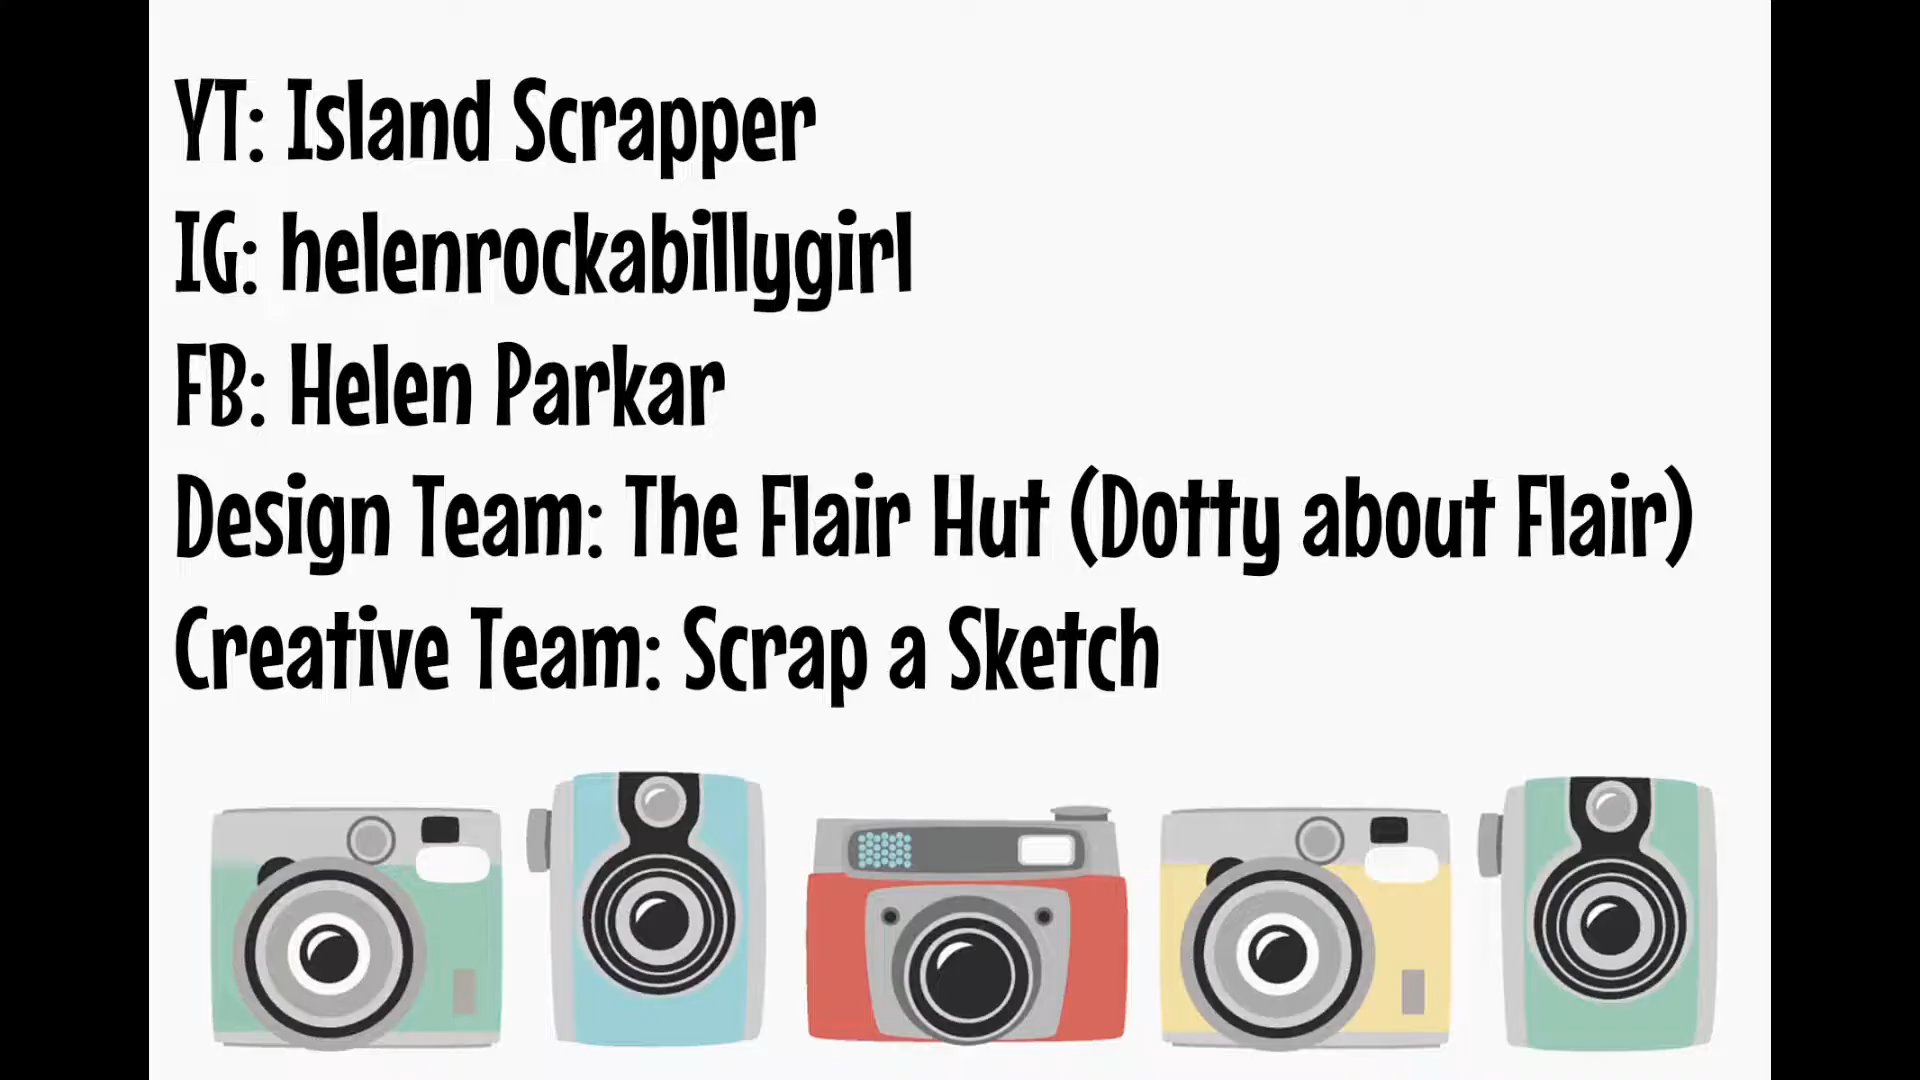 YT: Island Scrapper
IG: helenrockabillygirl
FB: Helen Parkar
Design Team: The Flair Hut (Dotty about Flair)
Creative Team: Scrap a Sketch